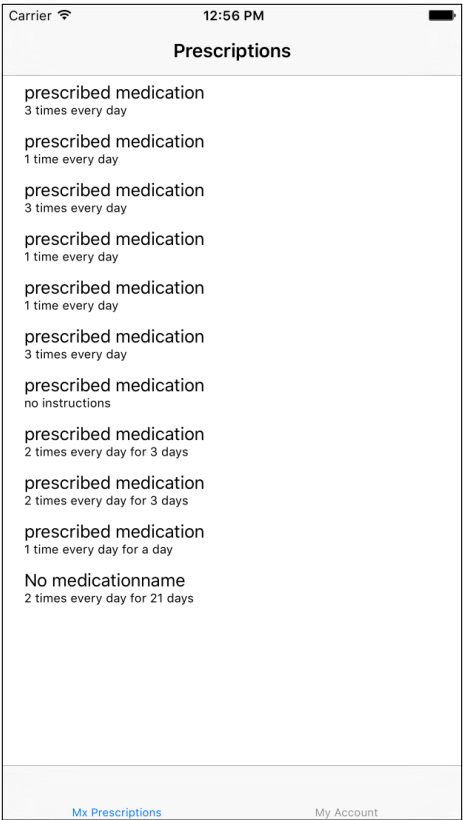 Carrier 12:56 PM
Prescriptions
prescribed medication
3 times every day
prescribed medication
1 time every day
prescribed medication
3 times every day
prescribed medication
1 time every day
prescribed medication
1 time every day
prescribed medication
3 times every day
prescribed medication
no instructions
prescribed medication
2 times every day for 3 days
prescribed medication
2 times every day for 3 days
prescribed medication
1 time every day for a day
No medicationname
2 times every day for 21 days
Mx Prescriptions My Account